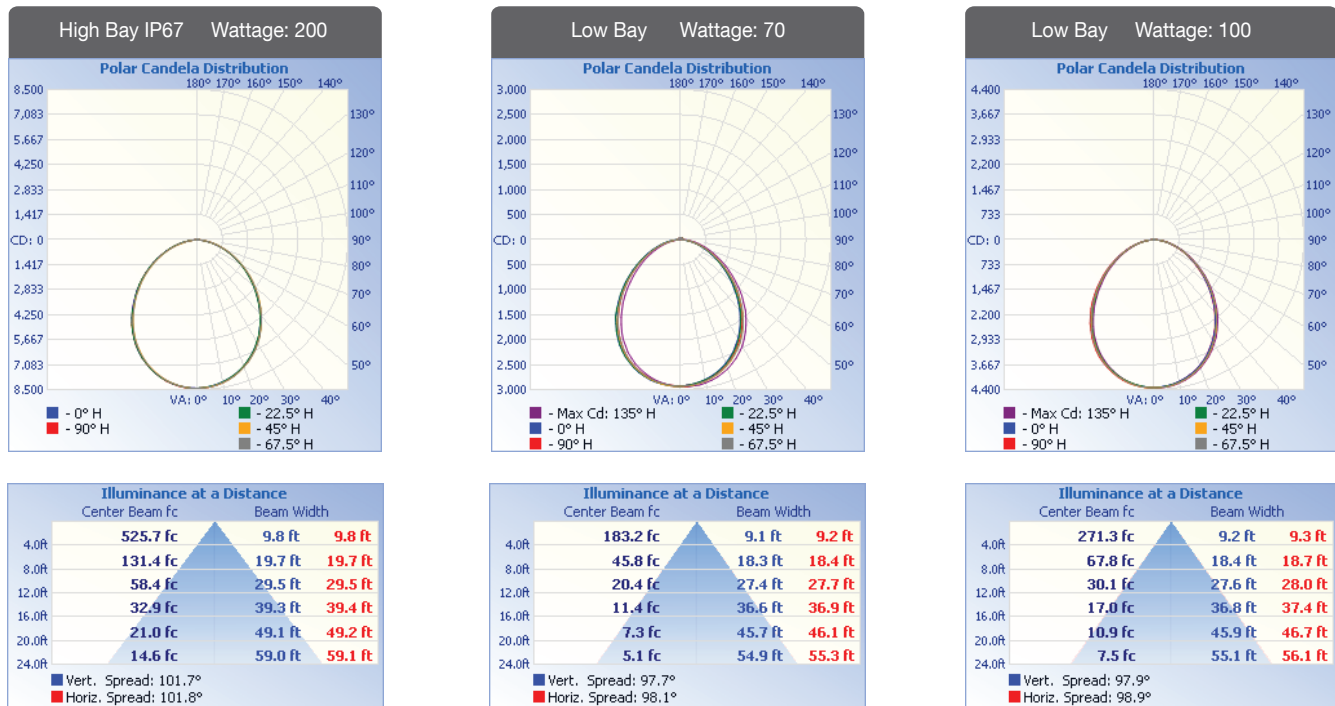 High Bay IP67 Wattage: 200
Polar Candela Distribution
180° 170° 160° 150° 140°
8.500
7,083
5,667
4,250
2,833
1,417
CD: 0
1.417
2,833
4.250
5,667
7,083
8.500
130°
120°
110°
100°
90°
80°
70°
60°
50°
VA: 0° 10° 20° 30° 40°
- 0° H - 22.5° H
- 90° H - 45° H
- 67.5° H
Low Bay Wattage: 70
Polar Candela Distribution
180° 170° 160° 150° 140°
3.000
2,500
2,000
1,500
1.000
500
CD: 0
500
1,000
1.500
2,000
2,500
3.000
130°
120°
110°
100°
90°
80°
70°
60°
50°
VA: 0° 10° 20° 30° 40°
- Max Cd: 135° H - 22.5° H
- 0° H - 45° H
- 90° H - 67.5° H
Low Bay Wattage: 100
Polar Candela Distribution
180° 170° 160° 150° 140°
4,400
3,667
2.933
2,200
1.467
733
CD: 0
733
1,467
2.200
2,933
3.667
4.400
130°
120°
110°
100°
90°
80°
70°
60°
50°
VA: 0° 10° 20° 30° 40°
- Max Cd: 135° H - 22.5° H
- 0° H - 45° H
- 90° H - 67.5° H
Illuminance at a Distance
Center Beam fc Beam Width
525.7 fc 9.8 ft 9.8 ft
4.0ft
131.4 fc 19.7 ft 19.7 ft
8.0ft
58.4 fc 29.5 ft 29.5 ft
12.0ft
32.9 fc 39.3 ft 39.4 ft
16.0ft
21.0 fc 49.1 ft 49.2 ft
20.0ft
14.6 fc 59.0 ft 59.1 ft
24.0ft
Vert. Spread: 101.7°
Horiz. Spread: 101.8°
Illuminance at a Distance
Center Beam fc Beam Width
183.2 fc 9.1 ft 9.2 ft
4.0ft
45.8 fc 18.3 ft 18.4 ft
8.0ft
20.4 fc 27.4 ft 27.7 ft
12.0ft
11.4 fc 36.6 ft 36.9 ft
16.0ft
7.3 fc 45.7 ft 46.1 ft
20.0ft
5.1 fc 54.9 ft 55.3 ft
24.0ft
Vert. Spread: 97.7°
Horiz. Spread: 98.1°
Illuminance at a Distance
Center Beam fc Beam Width
271.3 fc 9.2 ft 9.3 ft
4.0ft
67.8 fc 18.4 ft 18.7 ft
8.0ft
30.1 fc 27.6 ft 28.0 ft
12.0ft
17.0 fc 36.8 ft 37.4 ft
16.0ft
10.9 fc 45.9 ft 46.7 ft
20.0ft
7.5 fc 55.1 ft 56.1 ft
24.0ft
Vert. Spread: 97.9°
Horiz. Spread: 98.9°